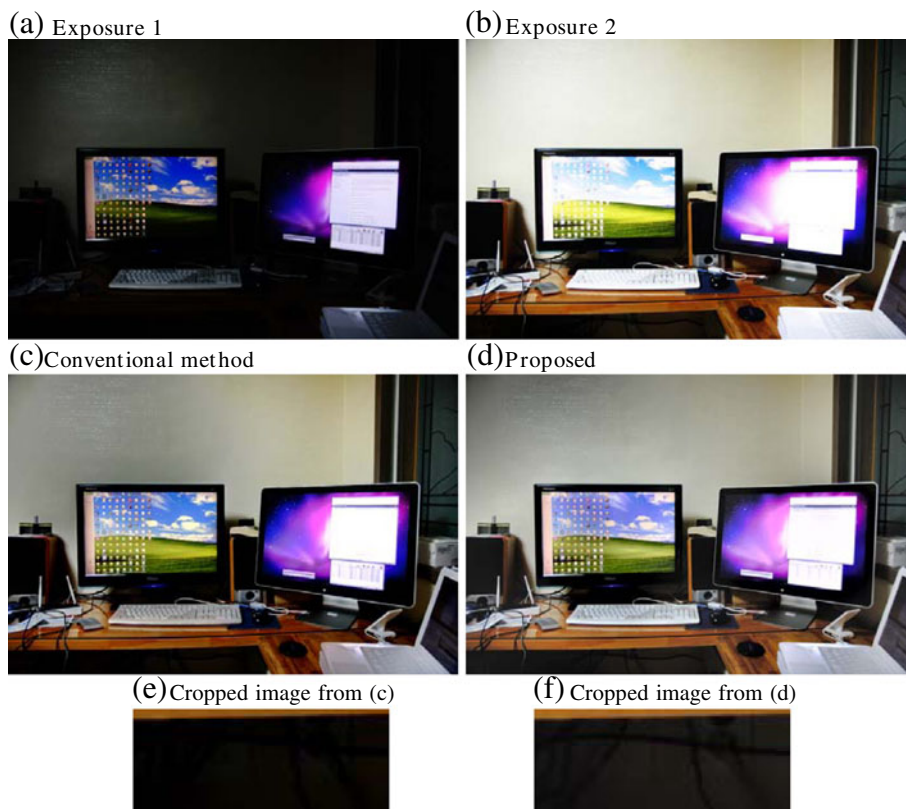 (a) Exposure 1
(b) Exposure 2
(c) Conventional method
(d) Proposed
(e) Cropped image from (c)
(f) Cropped image from (d)